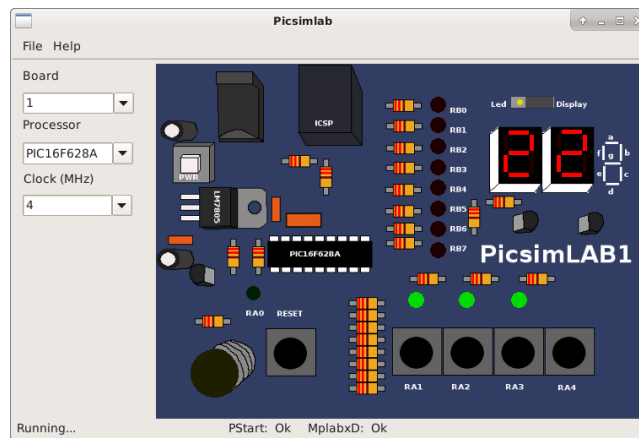 Picsimlab
File Help
Board
1
Processor
PIC16F628A
Clock (MHz)
4
ICSP
PWR
LM7805
PIC16F628A
RA0
RESET
RB0
RB1
RB2
RB3
RB4
RB5
RB6
RB7
Led
Display
22
a
f
b
g
e
c
d
PicsimLAB1
RA1
RA2
RA3
RA4
Running...
PStart: Ok
MplabxD: Ok